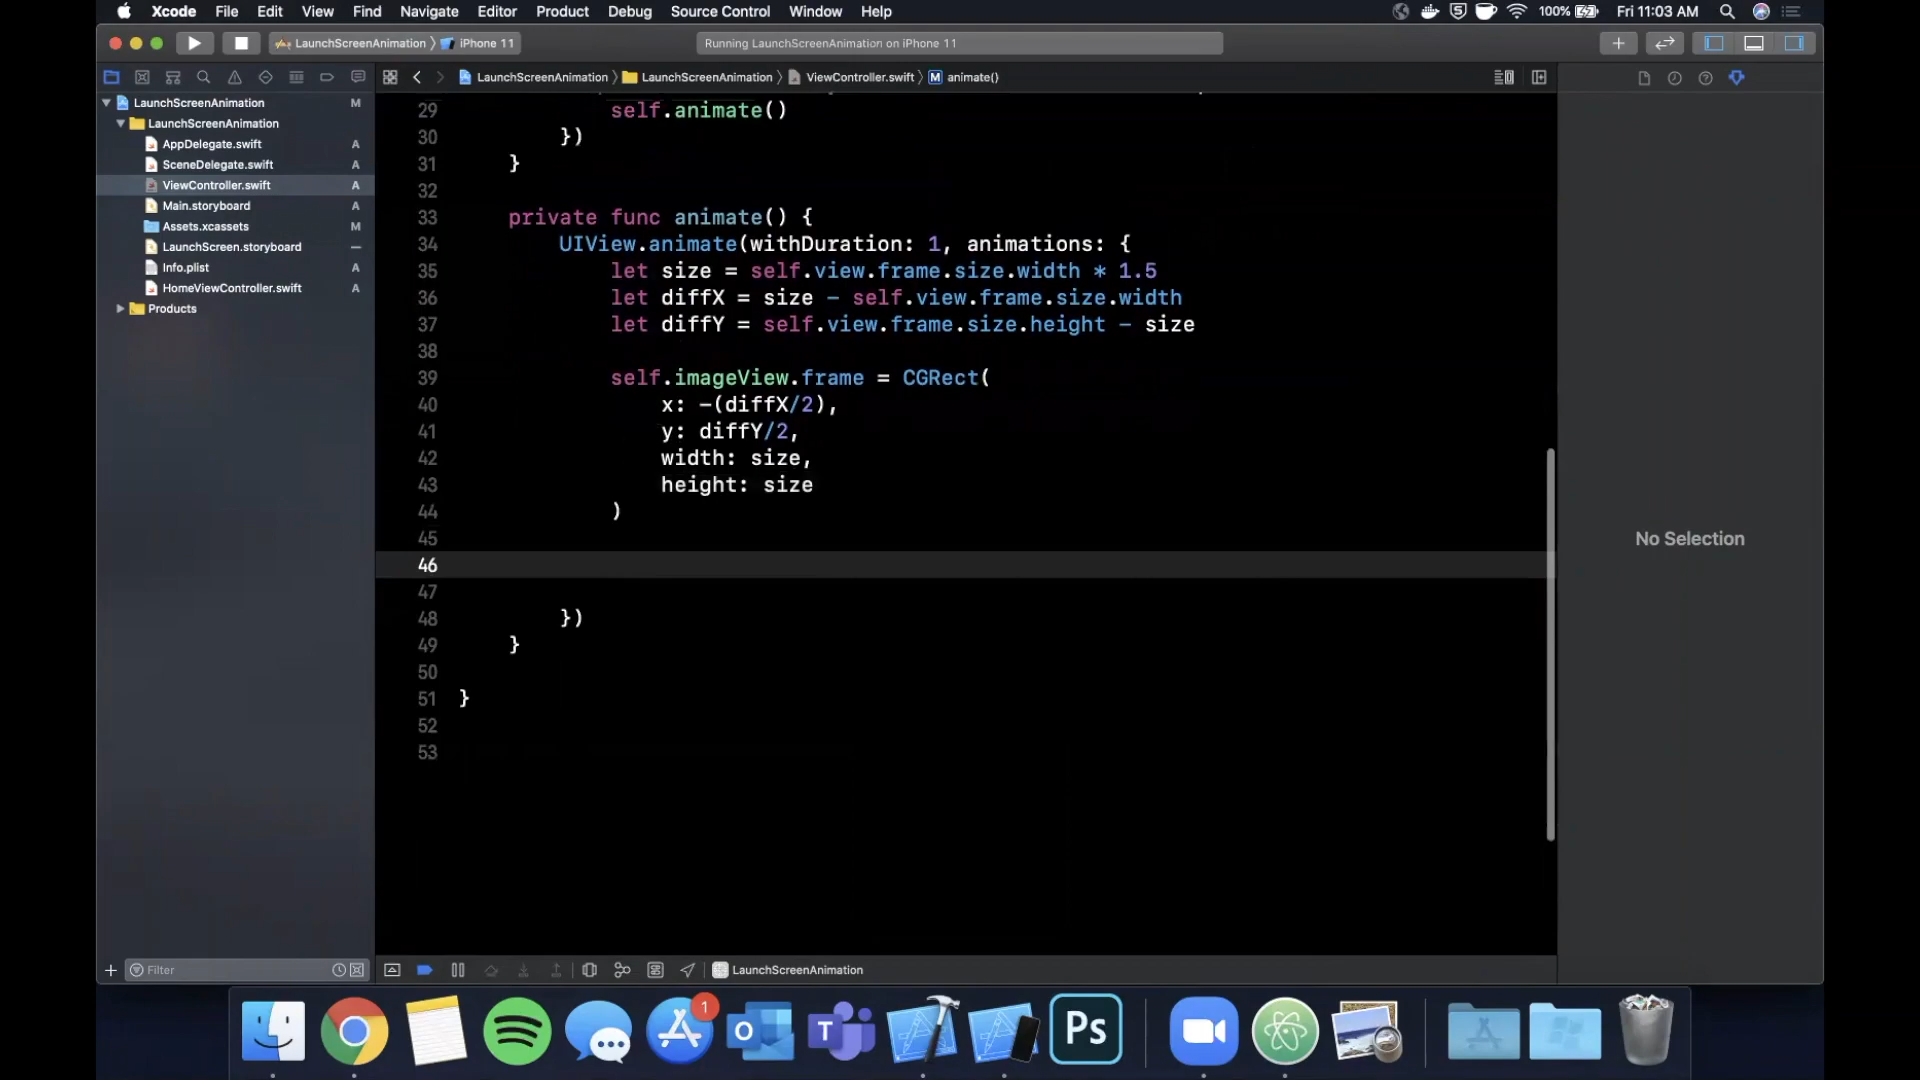 Xcode File Edit View Find Navigate Editor Product Debug Source Control Window Help 100% Fri 11:03 AM
LaunchScreenAnimation iPhone 11 Running LaunchScreenAnimation on iPhone 11
LaunchScreenAnimation LaunchScreenAnimation ViewController.swift M animate()
LaunchScreenAnimation M
LaunchScreenAnimation
AppDelegate.swift A
SceneDelegate.swift A
ViewController.swift A
Main.storyboard A
Assets.xcassets M
LaunchScreen.storyboard —
Info.plist A
HomeViewController.swift A
Products
29 self.animate()
30 })
31 }
32
33 private func animate() {
34 UIView.animate(withDuration: 1, animations: {
35 let size = self.view.frame.size.width * 1.5
36 let diffX = size - self.view.frame.size.width
37 let diffY = self.view.frame.size.height - size
38
39 self.imageView.frame = CGRect(
40 x: -(diffX/2),
41 y: diffY/2,
42 width: size,
43 height: size
44 )
45
46
47
48 })
49 }
50
51 }
52
53
No Selection
Filter
LaunchScreenAnimation
1
Ps